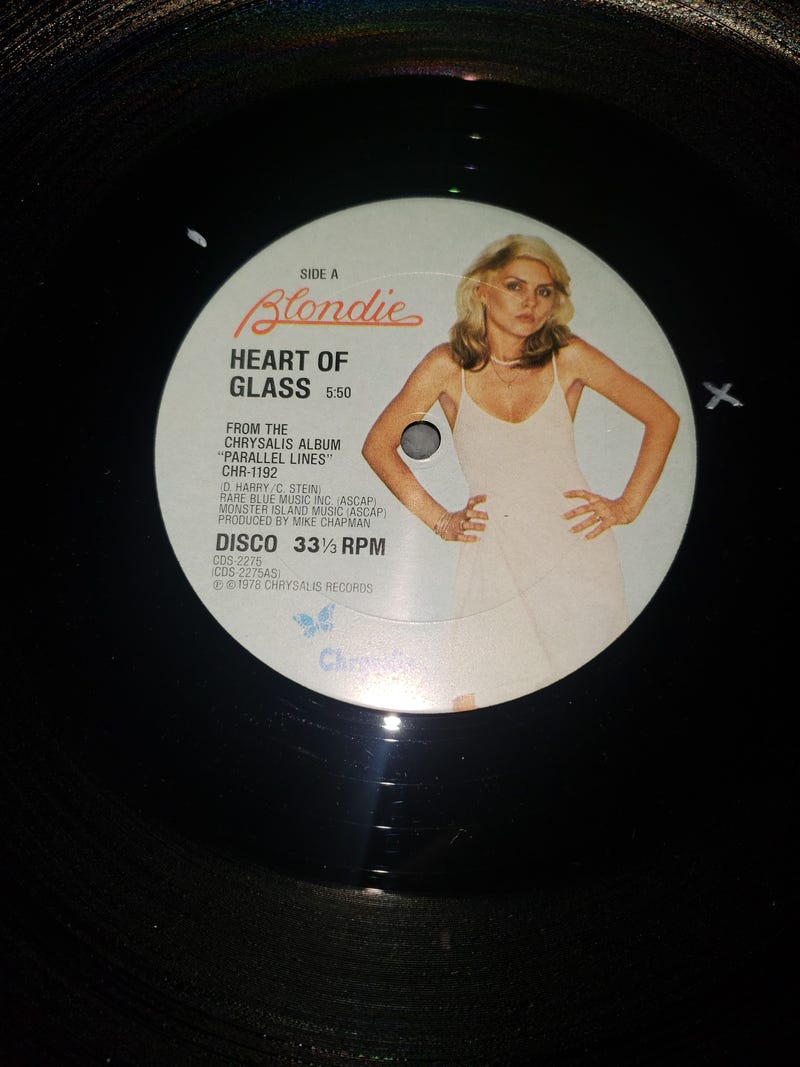 SIDE A
Blondie
HEART OF
GLASS 5:50
FROM THE
CHRYSALIS ALBUM
"PARALLEL LINES"
CHR-1192
(D. HARRY/C. STEIN)
RARE BLUE MUSIC INC. (ASCAP)
MONSTER ISLAND MUSIC (ASCAP)
PRODUCED BY MIKE CHAPMAN
DISCO 33⅓ RPM
CDS-2275
(CDS-2275AS)
℗ © 1978 CHRYSALIS RECORDS
Chrysalis
X